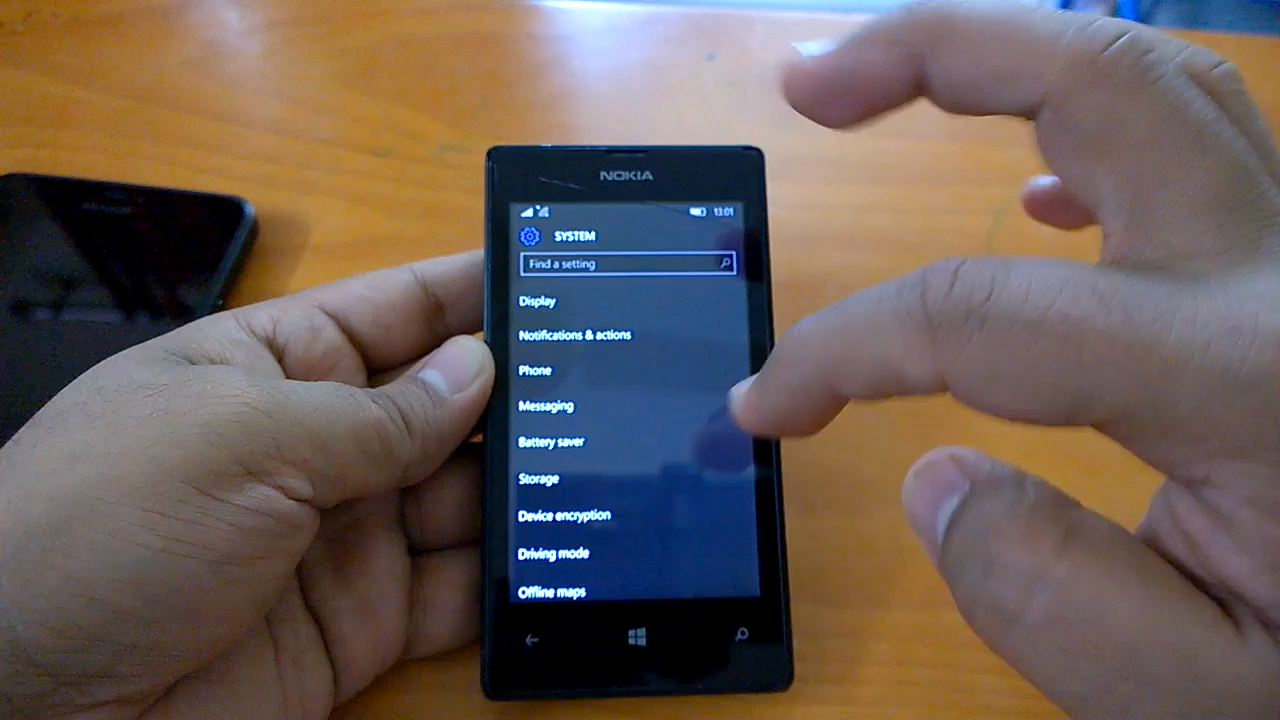 NOKIA
13:01
SYSTEM
Find a setting
Display
Notifications & actions
Phone
Messaging
Battery saver
Storage
Device encryption
Driving mode
Offline maps